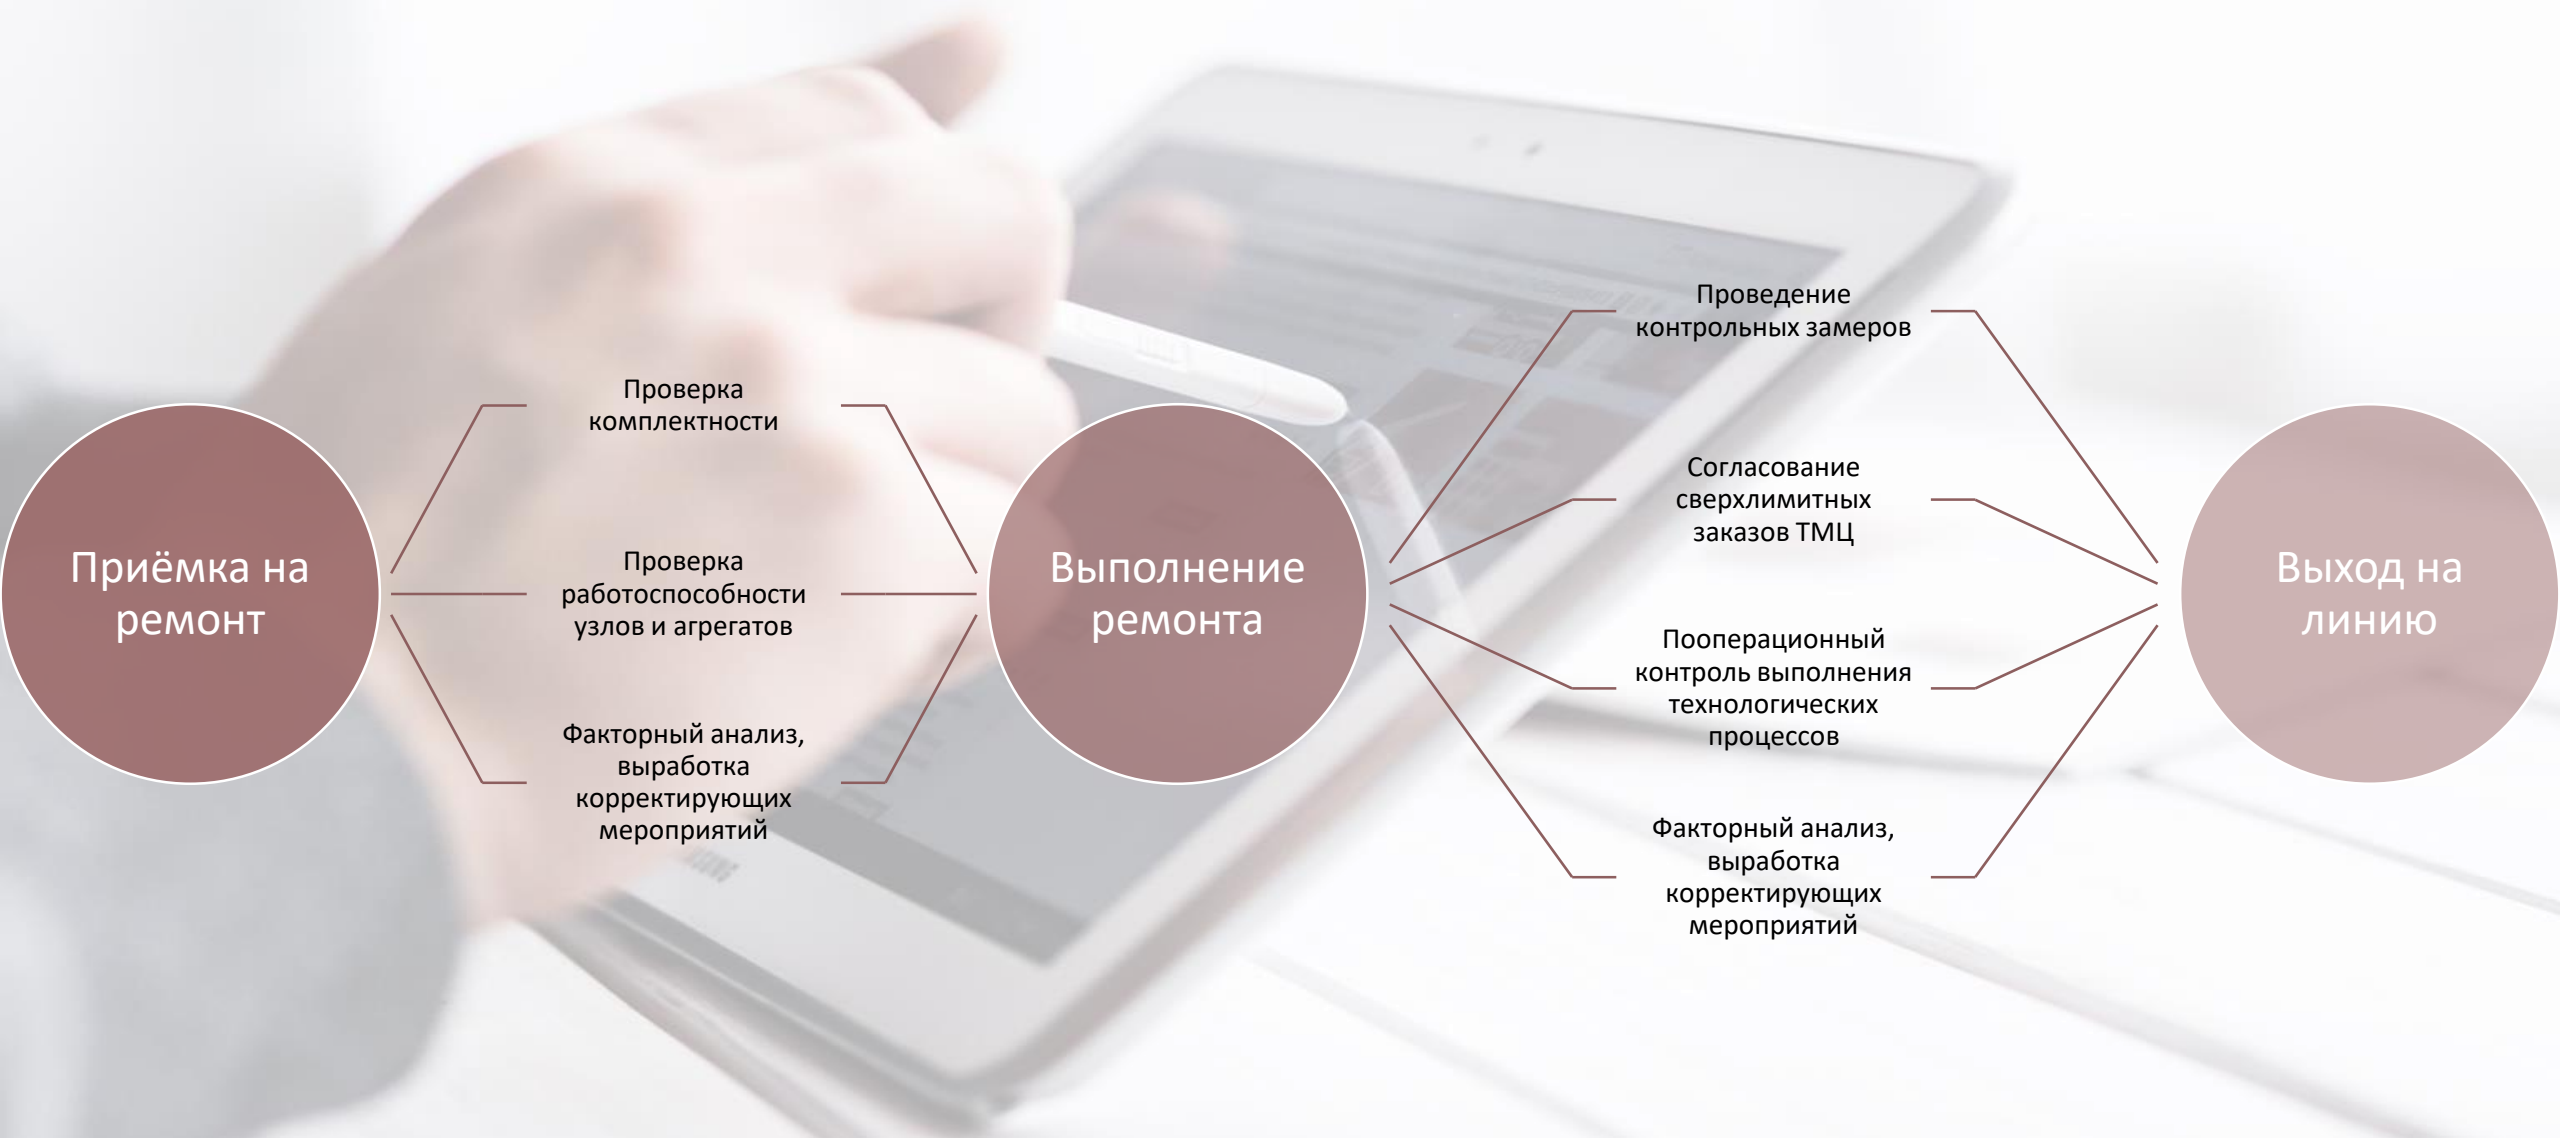 Приёмка на
ремонт
Проверка
комплектности
Проверка
работоспособности
узлов и агрегатов
Факторный анализ,
выработка
корректирующих
мероприятий
Выполнение
ремонта
Проведение
контрольных замеров
Согласование
сверхлимитных
заказов ТМЦ
Пооперационный
контроль выполнения
технологических
процессов
Факторный анализ,
выработка
корректирующих
мероприятий
Выход на
линию